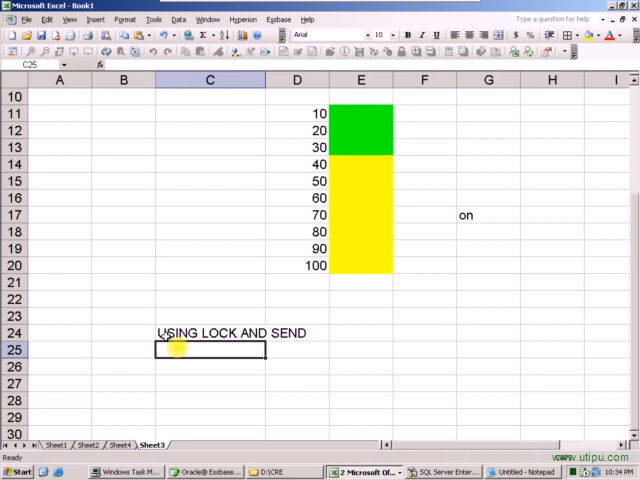 Microsoft Excel - Book1
File Edit View Insert Format Tools Data Window Hyperion Essbase Help Type a question for help
Arial 10 B I U $ % A
C25 fx
A B C D E F G H I
10
11 10
12 20
13 30
14 40
15 50
16 60
17 70 on
18 80
19 90
20 100
21
22
23
24 USING LOCK AND SEND
25
26
27
28
29
30
Sheet1 Sheet2 Sheet4 Sheet3
Ready
www.utipu.com
Start Windows Task M... Oracle® Essbase... D:\CRE 2 Microsoft Of... SQL Server Enter... Untitled - Notepad 10:34 PM